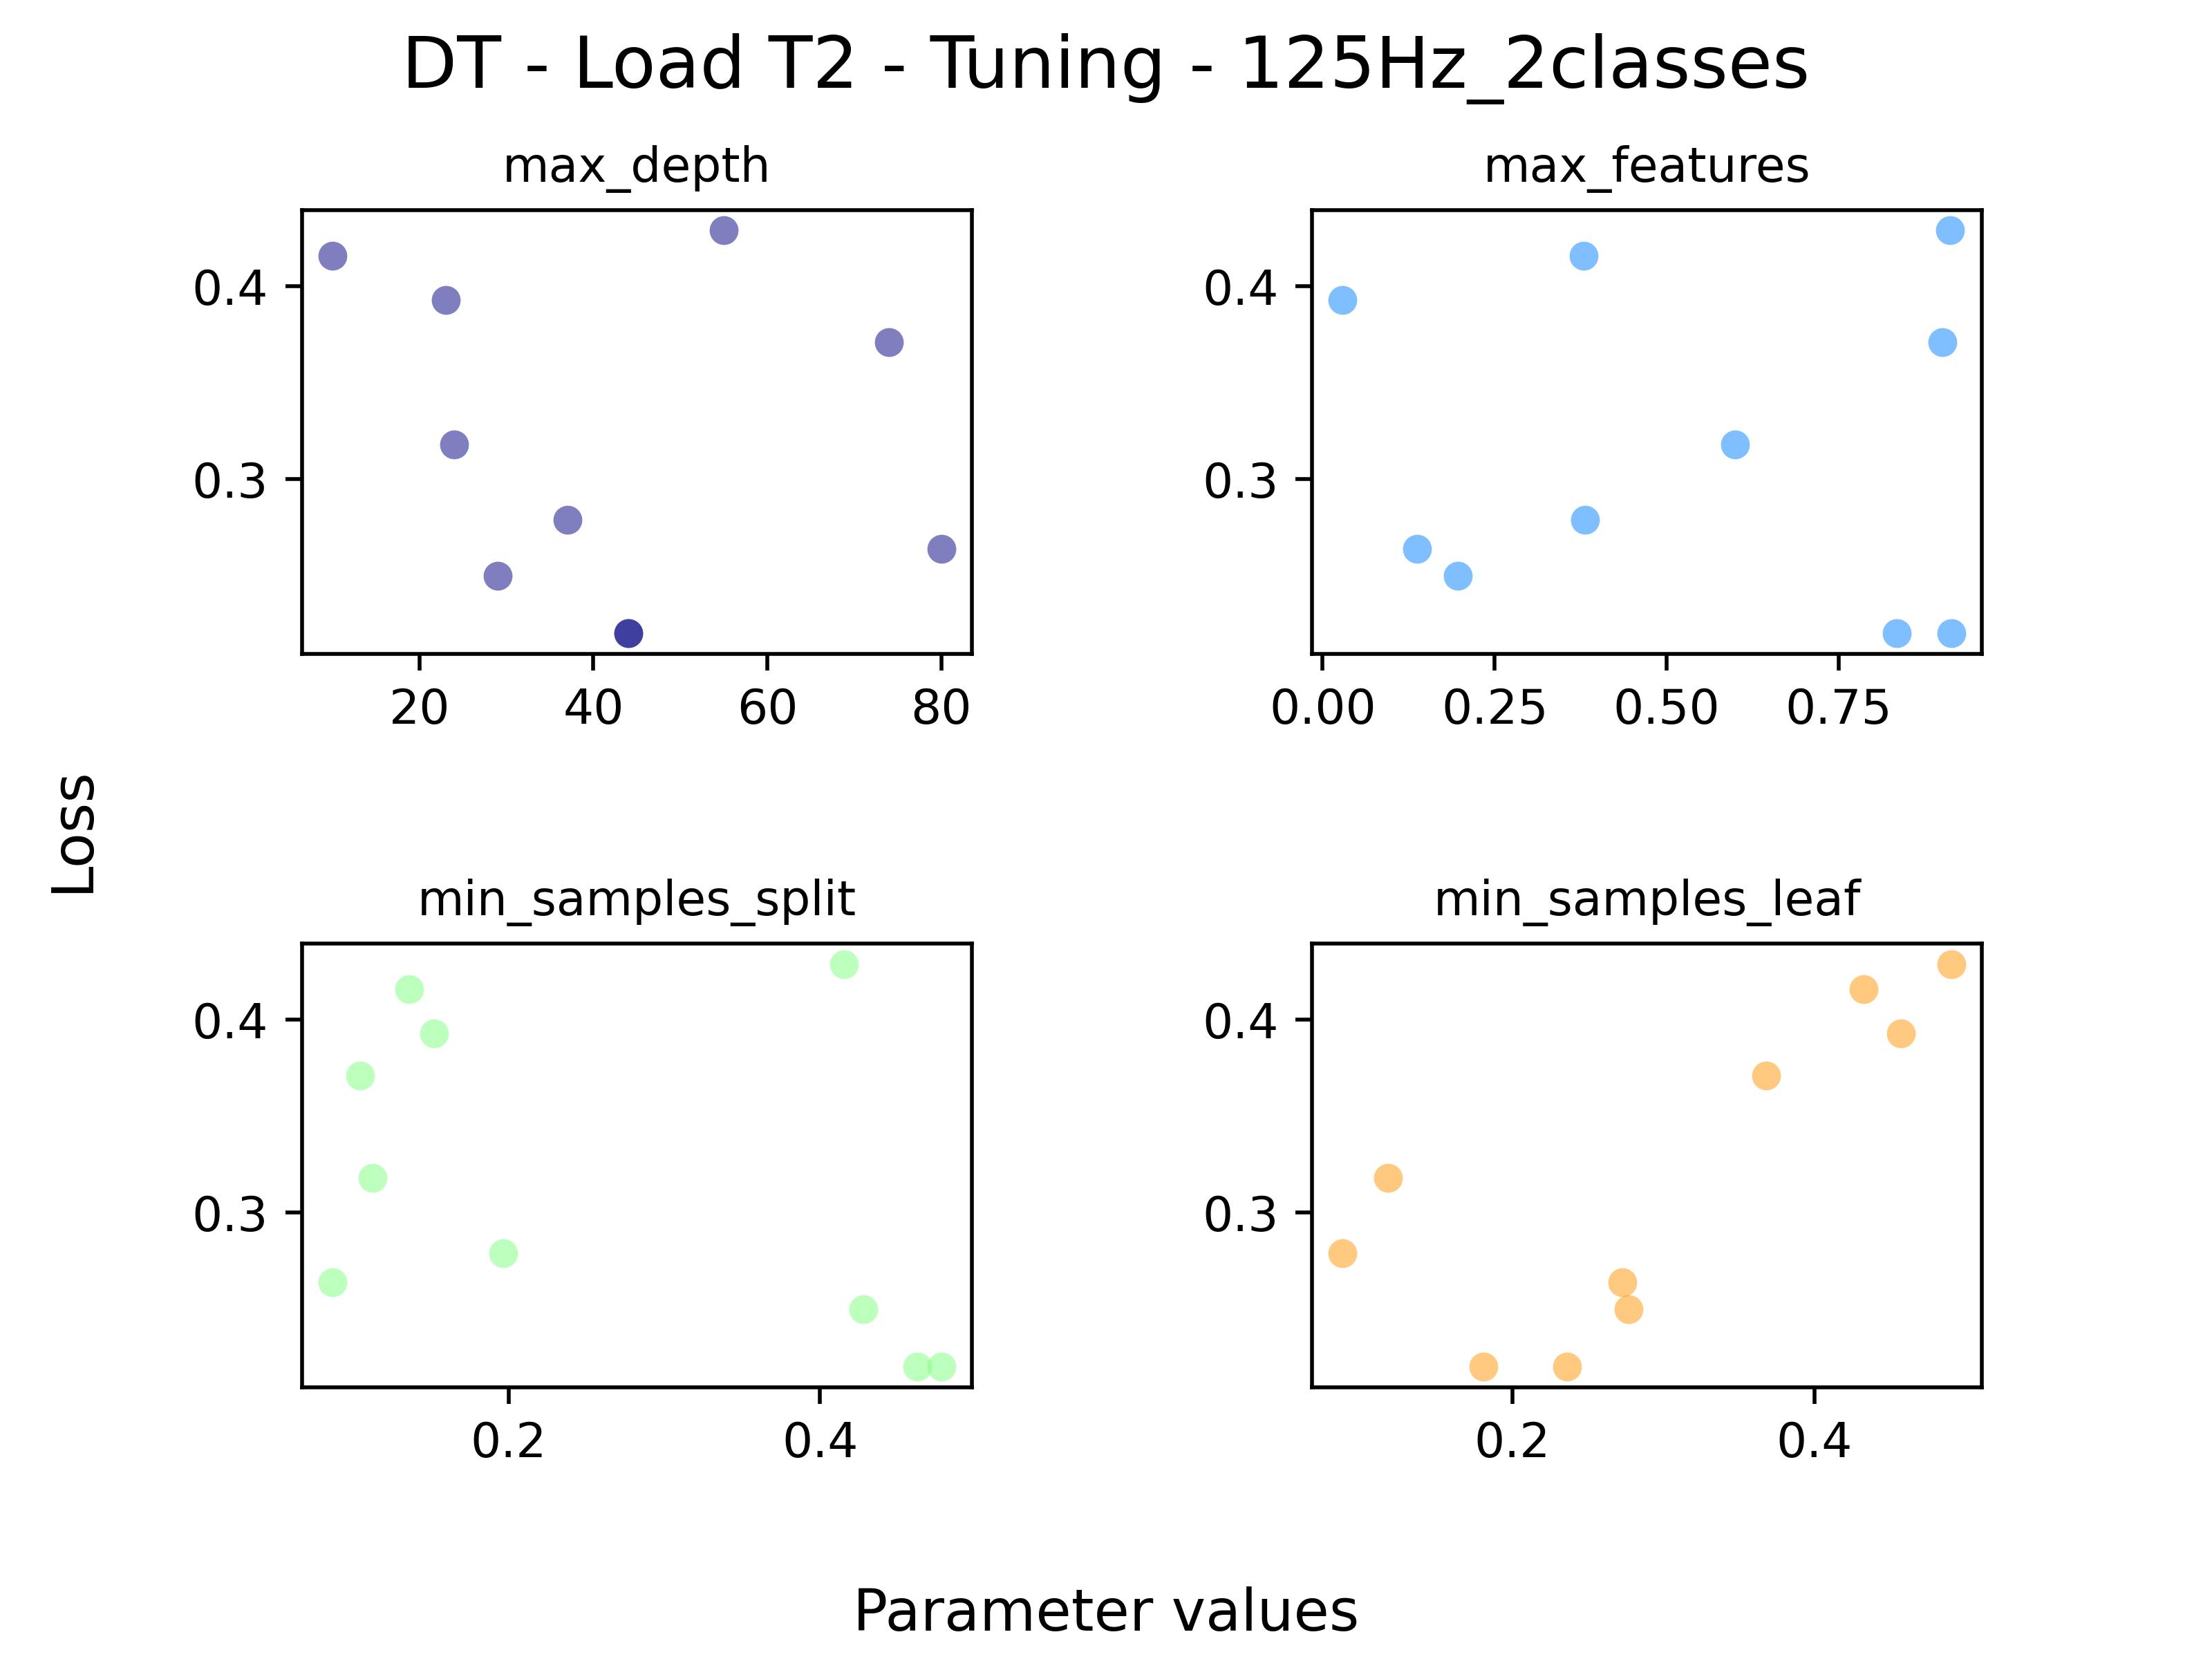 DT - Load T2 - Tuning - 125Hz_2classes
max_depth
max_features
0.4
0.3
20 40 60 80
0.4
0.3
0.00 0.25 0.50 0.75
Loss
min_samples_split
min_samples_leaf
0.4
0.3
0.2 0.4
0.4
0.3
0.2 0.4
Parameter values